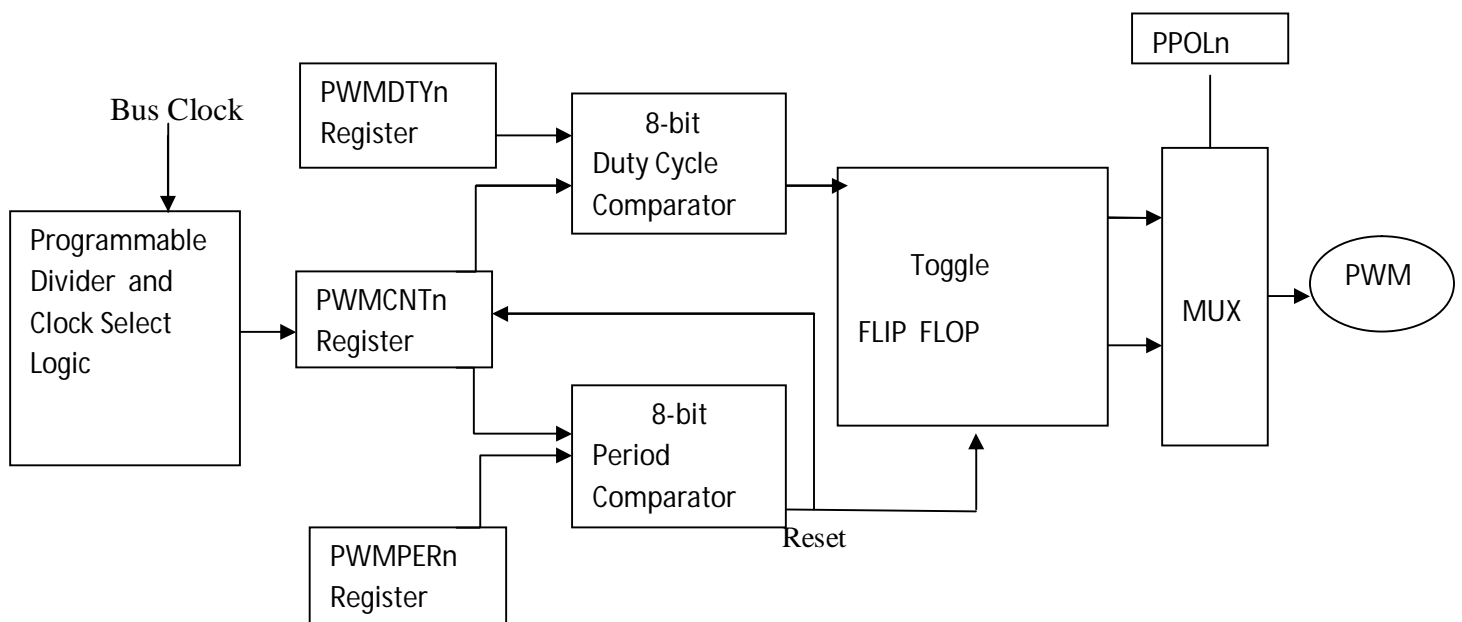 PPOLn
PWMDTYn
Register
Bus Clock
8-bit
Duty Cycle
Comparator
Programmable
Divider and
Clock Select
Logic
PWMCNTn
Register
Toggle
FLIP FLOP
MUX
PWM
8-bit
Period
Comparator
Reset
PWMPERn
Register